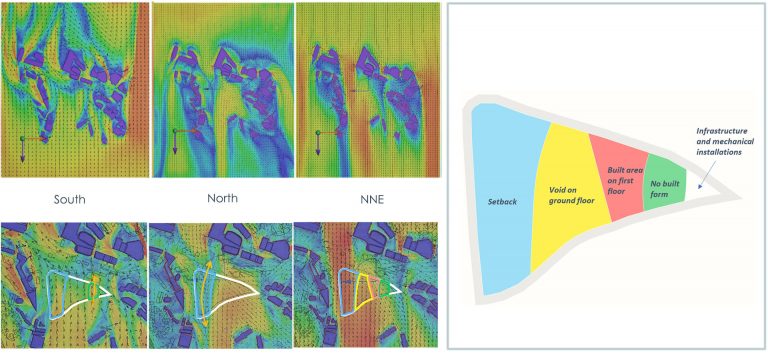 South
North
NNE
Setback
Void on
ground floor
Built area
on first
floor
No built
form
Infrastructure
and mechanical
installations